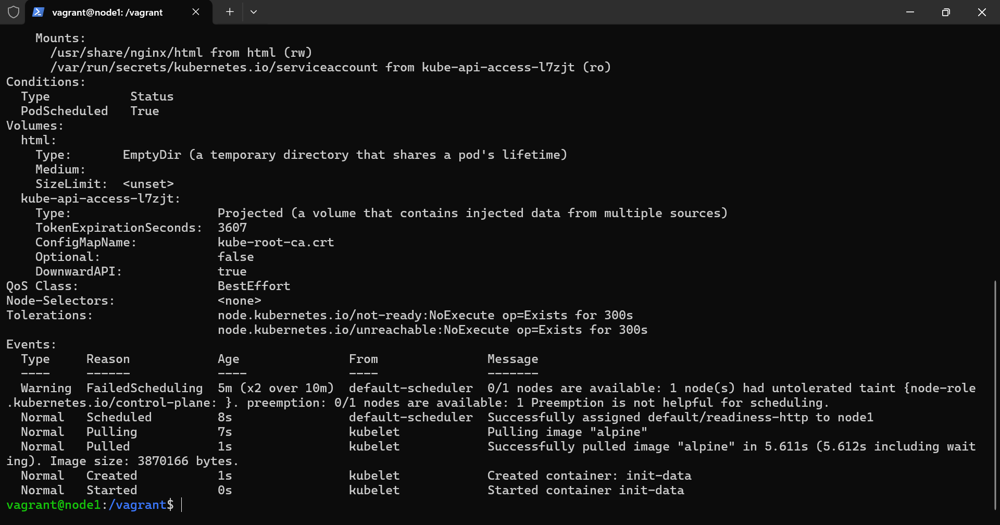 vagrant@node1: /vagrant
    Mounts:
      /usr/share/nginx/html from html (rw)
      /var/run/secrets/kubernetes.io/serviceaccount from kube-api-access-l7zjt (ro)
Conditions:
  Type           Status
  PodScheduled   True
Volumes:
  html:
    Type:       EmptyDir (a temporary directory that shares a pod's lifetime)
    Medium:
    SizeLimit:  <unset>
  kube-api-access-l7zjt:
    Type:                    Projected (a volume that contains injected data from multiple sources)
    TokenExpirationSeconds:  3607
    ConfigMapName:           kube-root-ca.crt
    Optional:                false
    DownwardAPI:             true
QoS Class:                   BestEffort
Node-Selectors:              <none>
Tolerations:                 node.kubernetes.io/not-ready:NoExecute op=Exists for 300s
                             node.kubernetes.io/unreachable:NoExecute op=Exists for 300s
Events:
  Type     Reason            Age               From               Message
  ----     ------            ----              ----               -------
  Warning  FailedScheduling  5m (x2 over 10m)  default-scheduler  0/1 nodes are available: 1 node(s) had untolerated taint {node-role
.kubernetes.io/control-plane: }. preemption: 0/1 nodes are available: 1 Preemption is not helpful for scheduling.
  Normal   Scheduled         8s                default-scheduler  Successfully assigned default/readiness-http to node1
  Normal   Pulling           7s                kubelet            Pulling image "alpine"
  Normal   Pulled            1s                kubelet            Successfully pulled image "alpine" in 5.611s (5.612s including wait
ing). Image size: 3870166 bytes.
  Normal   Created           1s                kubelet            Created container: init-data
  Normal   Started           0s                kubelet            Started container init-data
vagrant@node1:/vagrant$